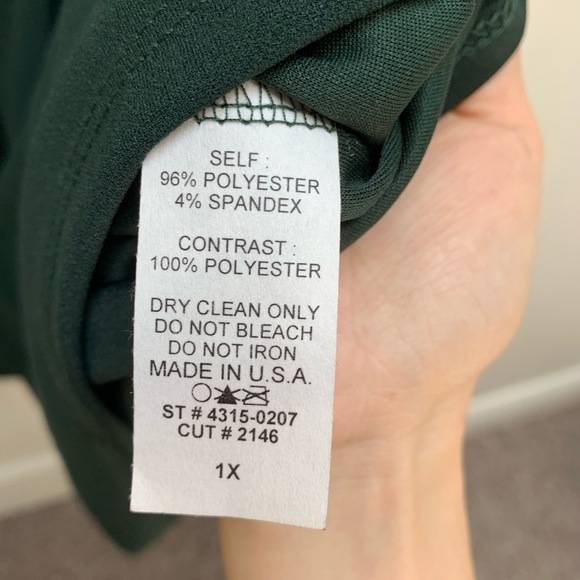 SELF :
96% POLYESTER
4% SPANDEX
CONTRAST :
100% POLYESTER
DRY CLEAN ONLY
DO NOT BLEACH
DO NOT IRON
MADE IN U.S.A.
ST # 4315-0207
CUT # 2146
1X